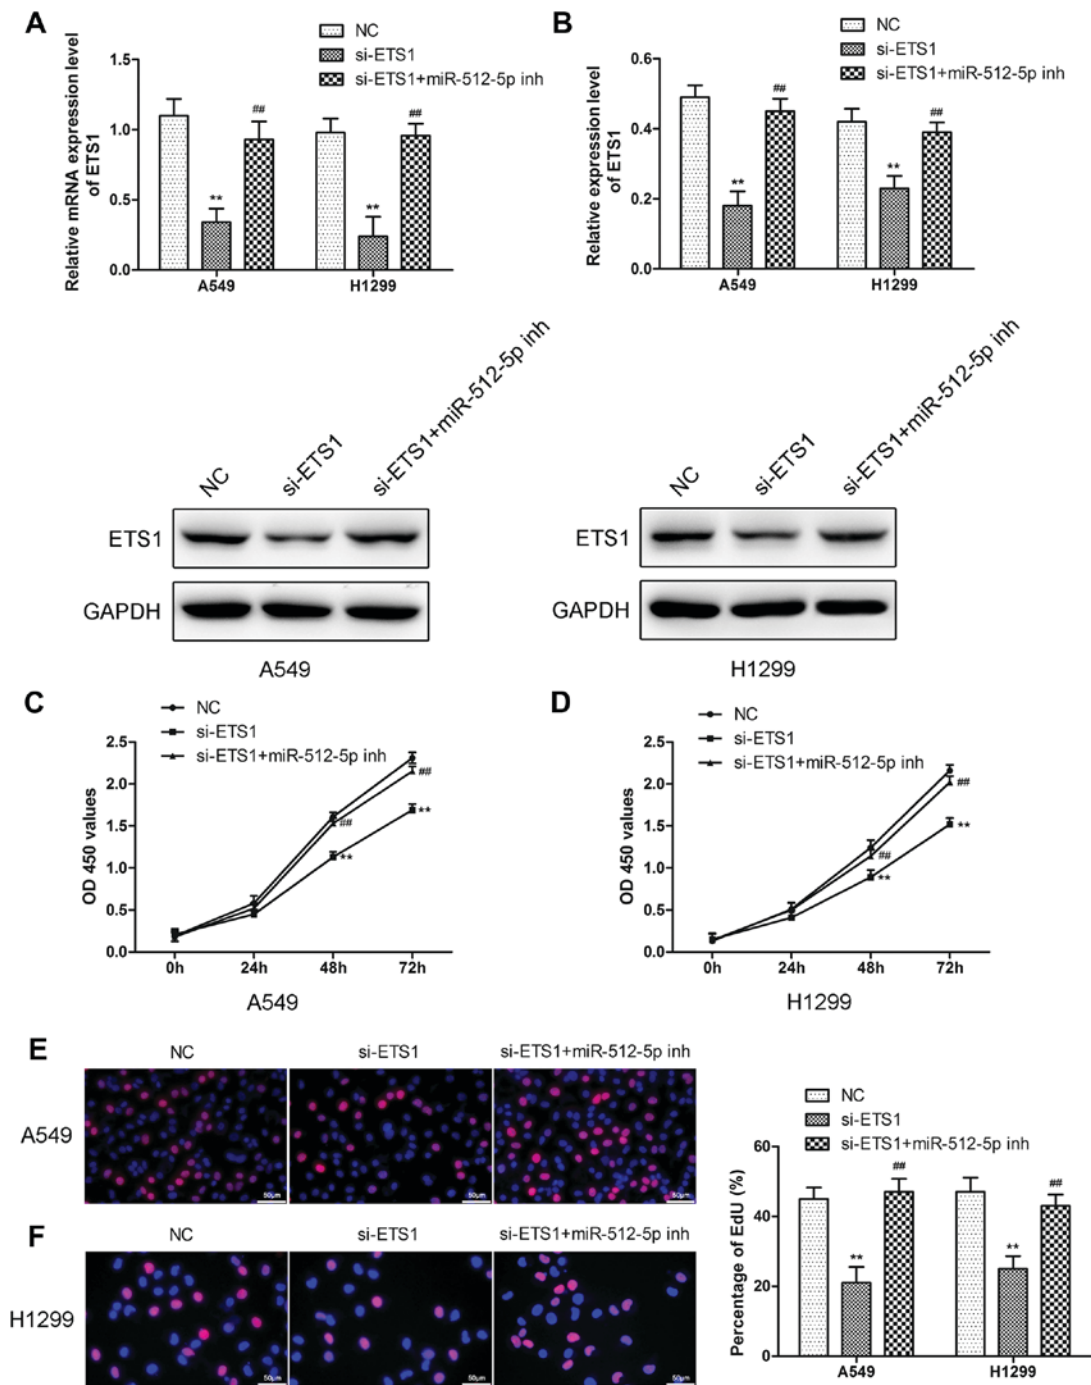 A
NC
si-ETS1
si-ETS1+miR-512-5p inh
Relative mRNA expression level
of ETS1
1.5
1.0
0.5
0.0
##
##
**
**
A549
H1299
B
NC
si-ETS1
si-ETS1+miR-512-5p inh
Relative expression level
of ETS1
0.6
0.4
0.2
0.0
##
##
**
**
A549
H1299
NC
si-ETS1
si-ETS1+miR-512-5p inh
ETS1
GAPDH
A549
NC
si-ETS1
si-ETS1+miR-512-5p inh
ETS1
GAPDH
H1299
C
NC
si-ETS1
si-ETS1+miR-512-5p inh
OD 450 values
2.5
2.0
1.5
1.0
0.5
0.0
##
##
**
**
0h
24h
48h
72h
A549
D
NC
si-ETS1
si-ETS1+miR-512-5p inh
OD 450 values
2.5
2.0
1.5
1.0
0.5
0.0
##
##
**
**
0h
24h
48h
72h
H1299
E
NC
si-ETS1
si-ETS1+miR-512-5p inh
A549
50μm
50μm
50μm
F
NC
si-ETS1
si-ETS1+miR-512-5p inh
H1299
50μm
50μm
50μm
NC
si-ETS1
si-ETS1+miR-512-5p inh
Percentage of EdU (%)
60
40
20
0
##
##
**
**
A549
H1299